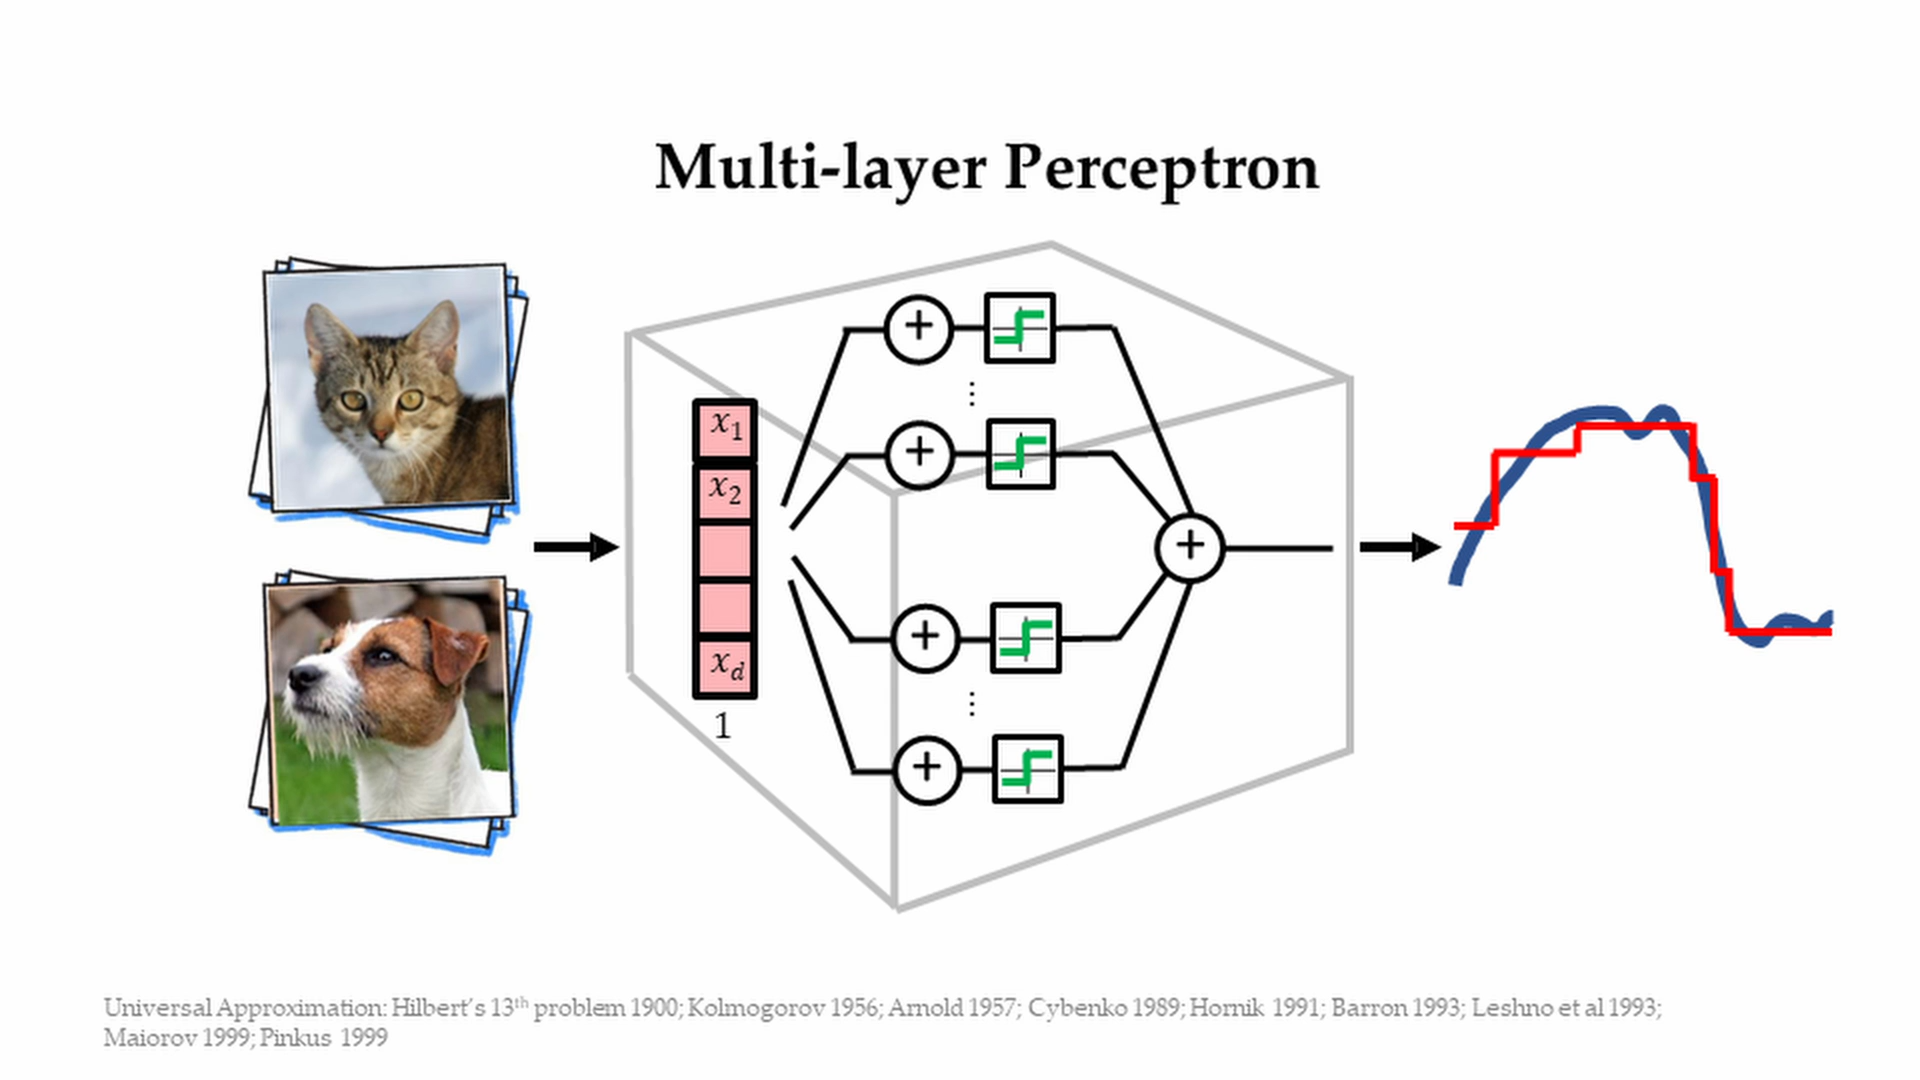 Multi-layer Perceptron
+
⋮
+
x₁
x₂
+
+
x_d
⋮
1
+
Universal Approximation: Hilbert's 13ᵗʰ problem 1900; Kolmogorov 1956; Arnold 1957; Cybenko 1989; Hornik 1991; Barron 1993; Leshno et al 1993;
Maiorov 1999; Pinkus 1999